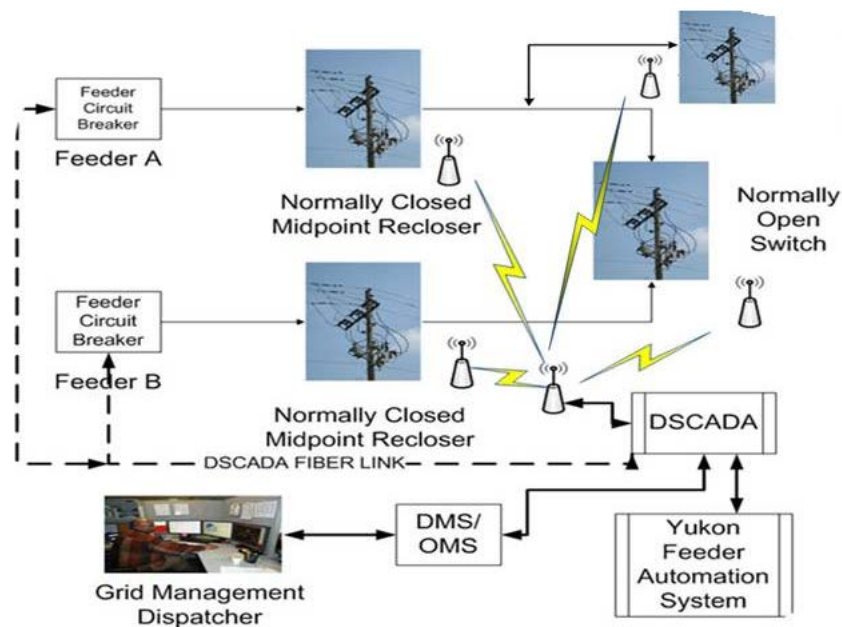 Feeder
Circuit
Breaker
Feeder A
Normally Closed
Midpoint Recloser
Normally
Open
Switch
Feeder
Circuit
Breaker
Feeder B
Normally Closed
Midpoint Recloser
DSCADA
DSCADA FIBER LINK
DMS/
OMS
Yukon
Feeder
Automation
System
Grid Management
Dispatcher